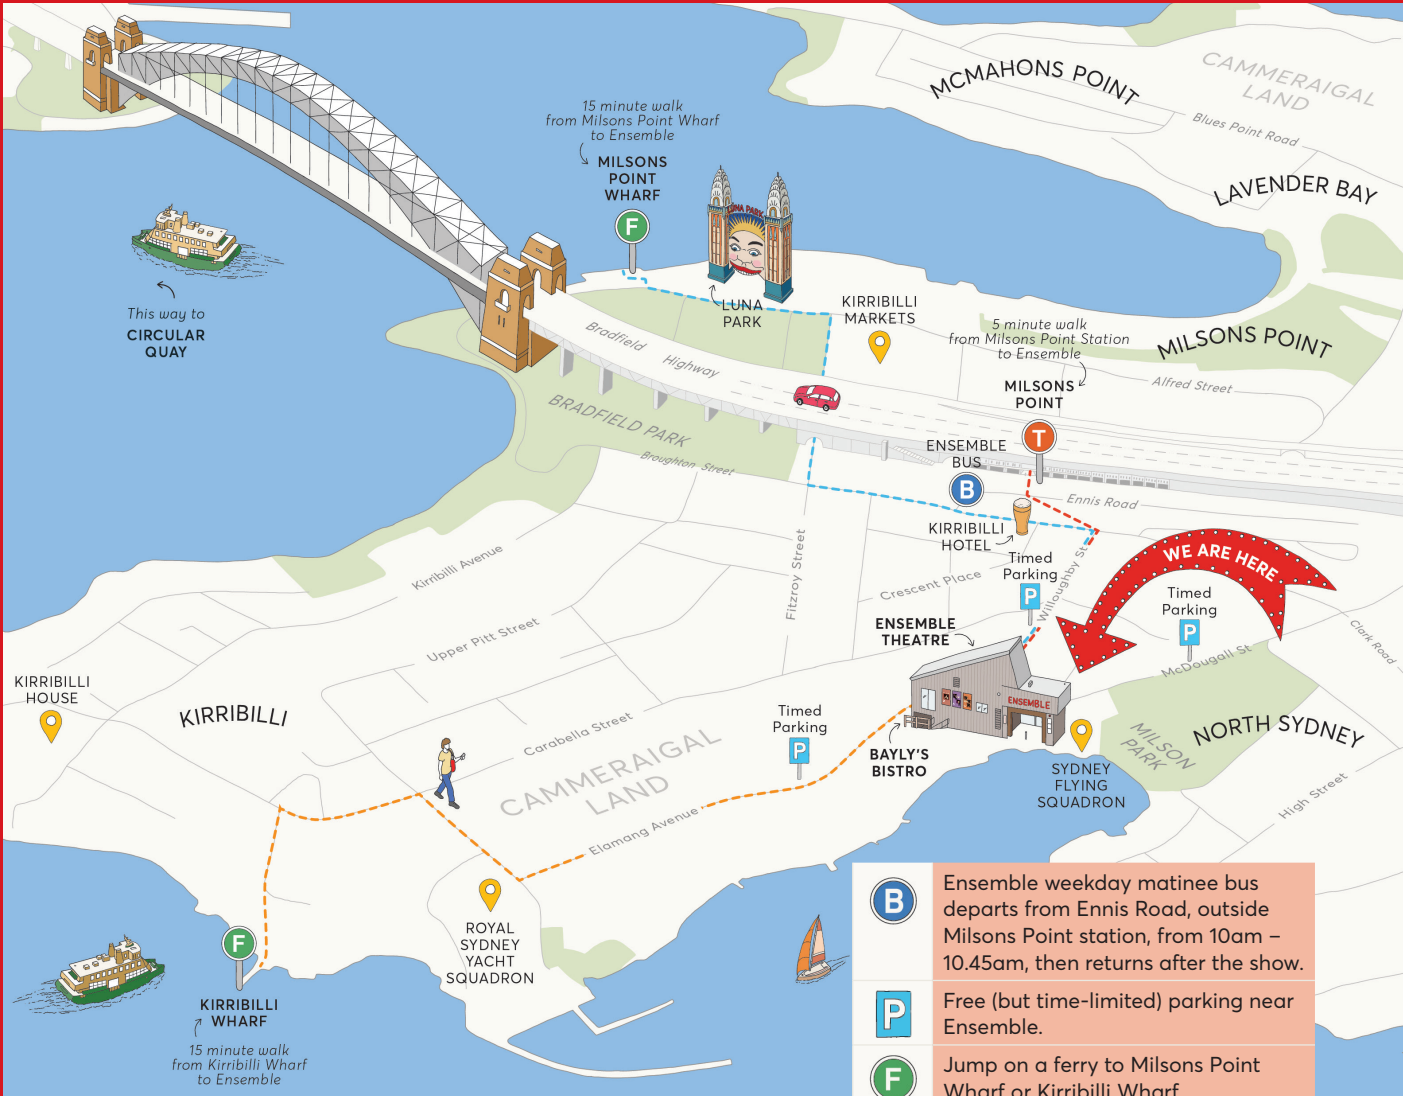 MCMAHONS POINT
CAMMERAIGAL
LAND
Blues Point Road
LAVENDER BAY
15 minute walk
from Milsons Point Wharf
to Ensemble
MILSONS
POINT
WHARF
F
LUNA PARK
LUNA
PARK
KIRRIBILLI
MARKETS
This way to
CIRCULAR
QUAY
5 minute walk
from Milsons Point Station
to Ensemble
MILSONS POINT
Alfred Street
MILSONS
POINT
T
Bradfield Highway
BRADFIELD PARK
Broughton Street
ENSEMBLE
BUS
B
Ennis Road
KIRRIBILLI
HOTEL
Kirribilli Avenue
Fitzroy Street
Crescent Place
Timed
Parking
P
Willoughby St
WE ARE HERE
Timed
Parking
P
Clark Road
McDougall St
Upper Pitt Street
ENSEMBLE
THEATRE
ENSEMBLE
KIRRIBILLI
HOUSE
KIRRIBILLI
Carabella Street
CAMMERAIGAL
LAND
Timed
Parking
P
BAYLY'S
BISTRO
SYDNEY
FLYING
SQUADRON
MILSON
PARK
NORTH SYDNEY
High Street
Elamang Avenue
ROYAL
SYDNEY
YACHT
SQUADRON
F
KIRRIBILLI
WHARF
15 minute walk
from Kirribilli Wharf
to Ensemble
B
Ensemble weekday matinee bus
departs from Ennis Road, outside
Milsons Point station, from 10am –
10.45am, then returns after the show.
P
Free (but time-limited) parking near
Ensemble.
F
Jump on a ferry to Milsons Point
Wharf or Kirribilli Wharf